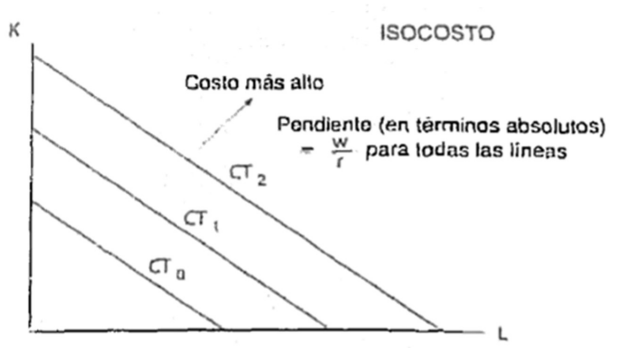 K
ISOCOSTO
Costo más alto
Pendiente (en términos absolutos)
= w/r para todas las líneas
CT2
CT1
CT0
L